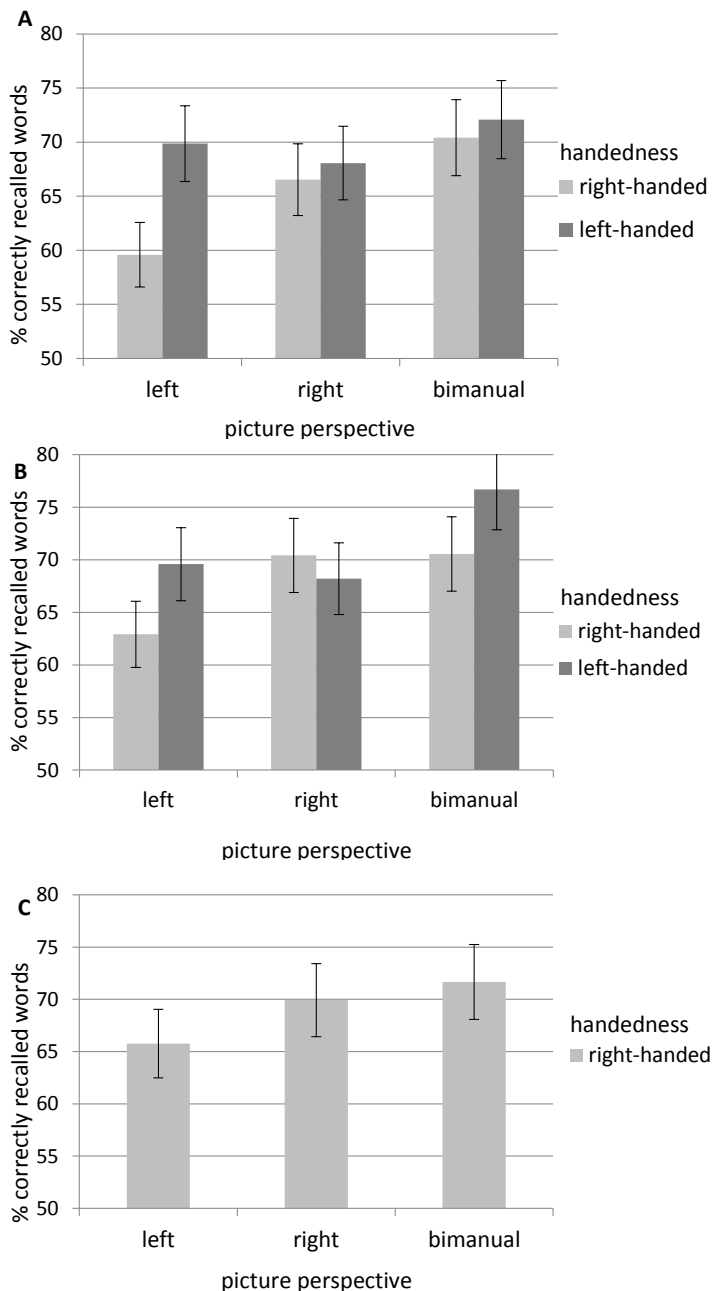 A
80
75
70
65
60
55
50
% correctly recalled words
left right bimanual
picture perspective
handedness
right-handed
left-handed
B
80
75
70
65
60
55
50
% correctly recalled words
left right bimanual
picture perspective
handedness
right-handed
left-handed
C
80
75
70
65
60
55
50
% correctly recalled words
left right bimanual
picture perspective
handedness
right-handed